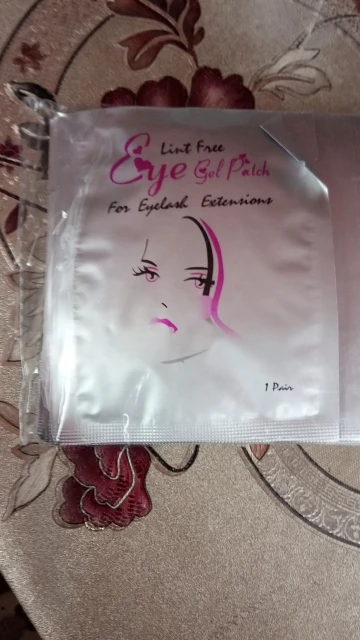 Lint Free
Eye Gel Patch
For Eyelash Extensions
1 Pair